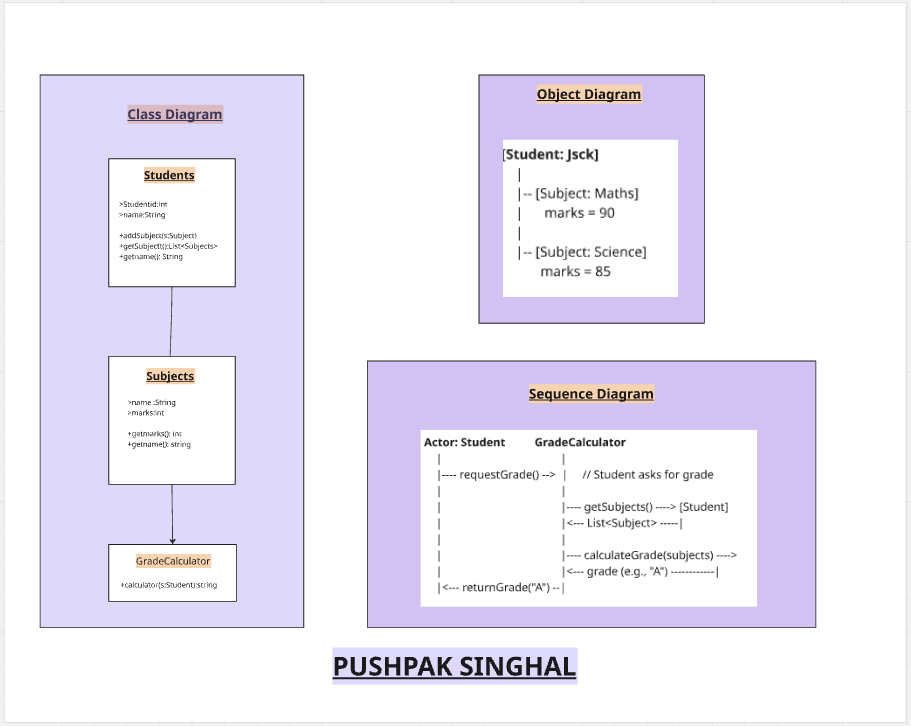 Class Diagram
Students
>Studentid:int
>name:String
+addSubject(s:Subject)
+getSubjectt():List<Subjects>
+getname(): String
Subjects
>name :String
>marks:int
+getmarks(): int
+getname(): string
GradeCalculator
+calculator(s:Student):string
Object Diagram
[Student: Jsck]
|
|-- [Subject: Maths]
| marks = 90
|
|-- [Subject: Science]
marks = 85
Sequence Diagram
Actor: Student GradeCalculator
| |
|---- requestGrade() --> | // Student asks for grade
| |
| |---- getSubjects() ----> [Student]
| |<--- List<Subject> -----|
| |
| |---- calculateGrade(subjects) ---->
| |<--- grade (e.g., "A") ------------|
|<--- returnGrade("A") --|
PUSHPAK SINGHAL